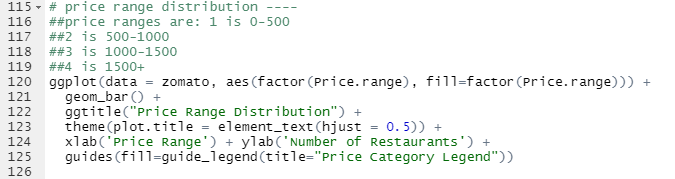 115 # price range distribution ----
116 ##price ranges are: 1 is 0-500
117 ##2 is 500-1000
118 ##3 is 1000-1500
119 ##4 is 1500+
120 ggplot(data = zomato, aes(factor(Price.range), fill=factor(Price.range))) +
121   geom_bar() +
122   ggtitle("Price Range Distribution") +
123   theme(plot.title = element_text(hjust = 0.5)) +
124   xlab('Price Range') + ylab('Number of Restaurants') +
125   guides(fill=guide_legend(title="Price Category Legend"))
126